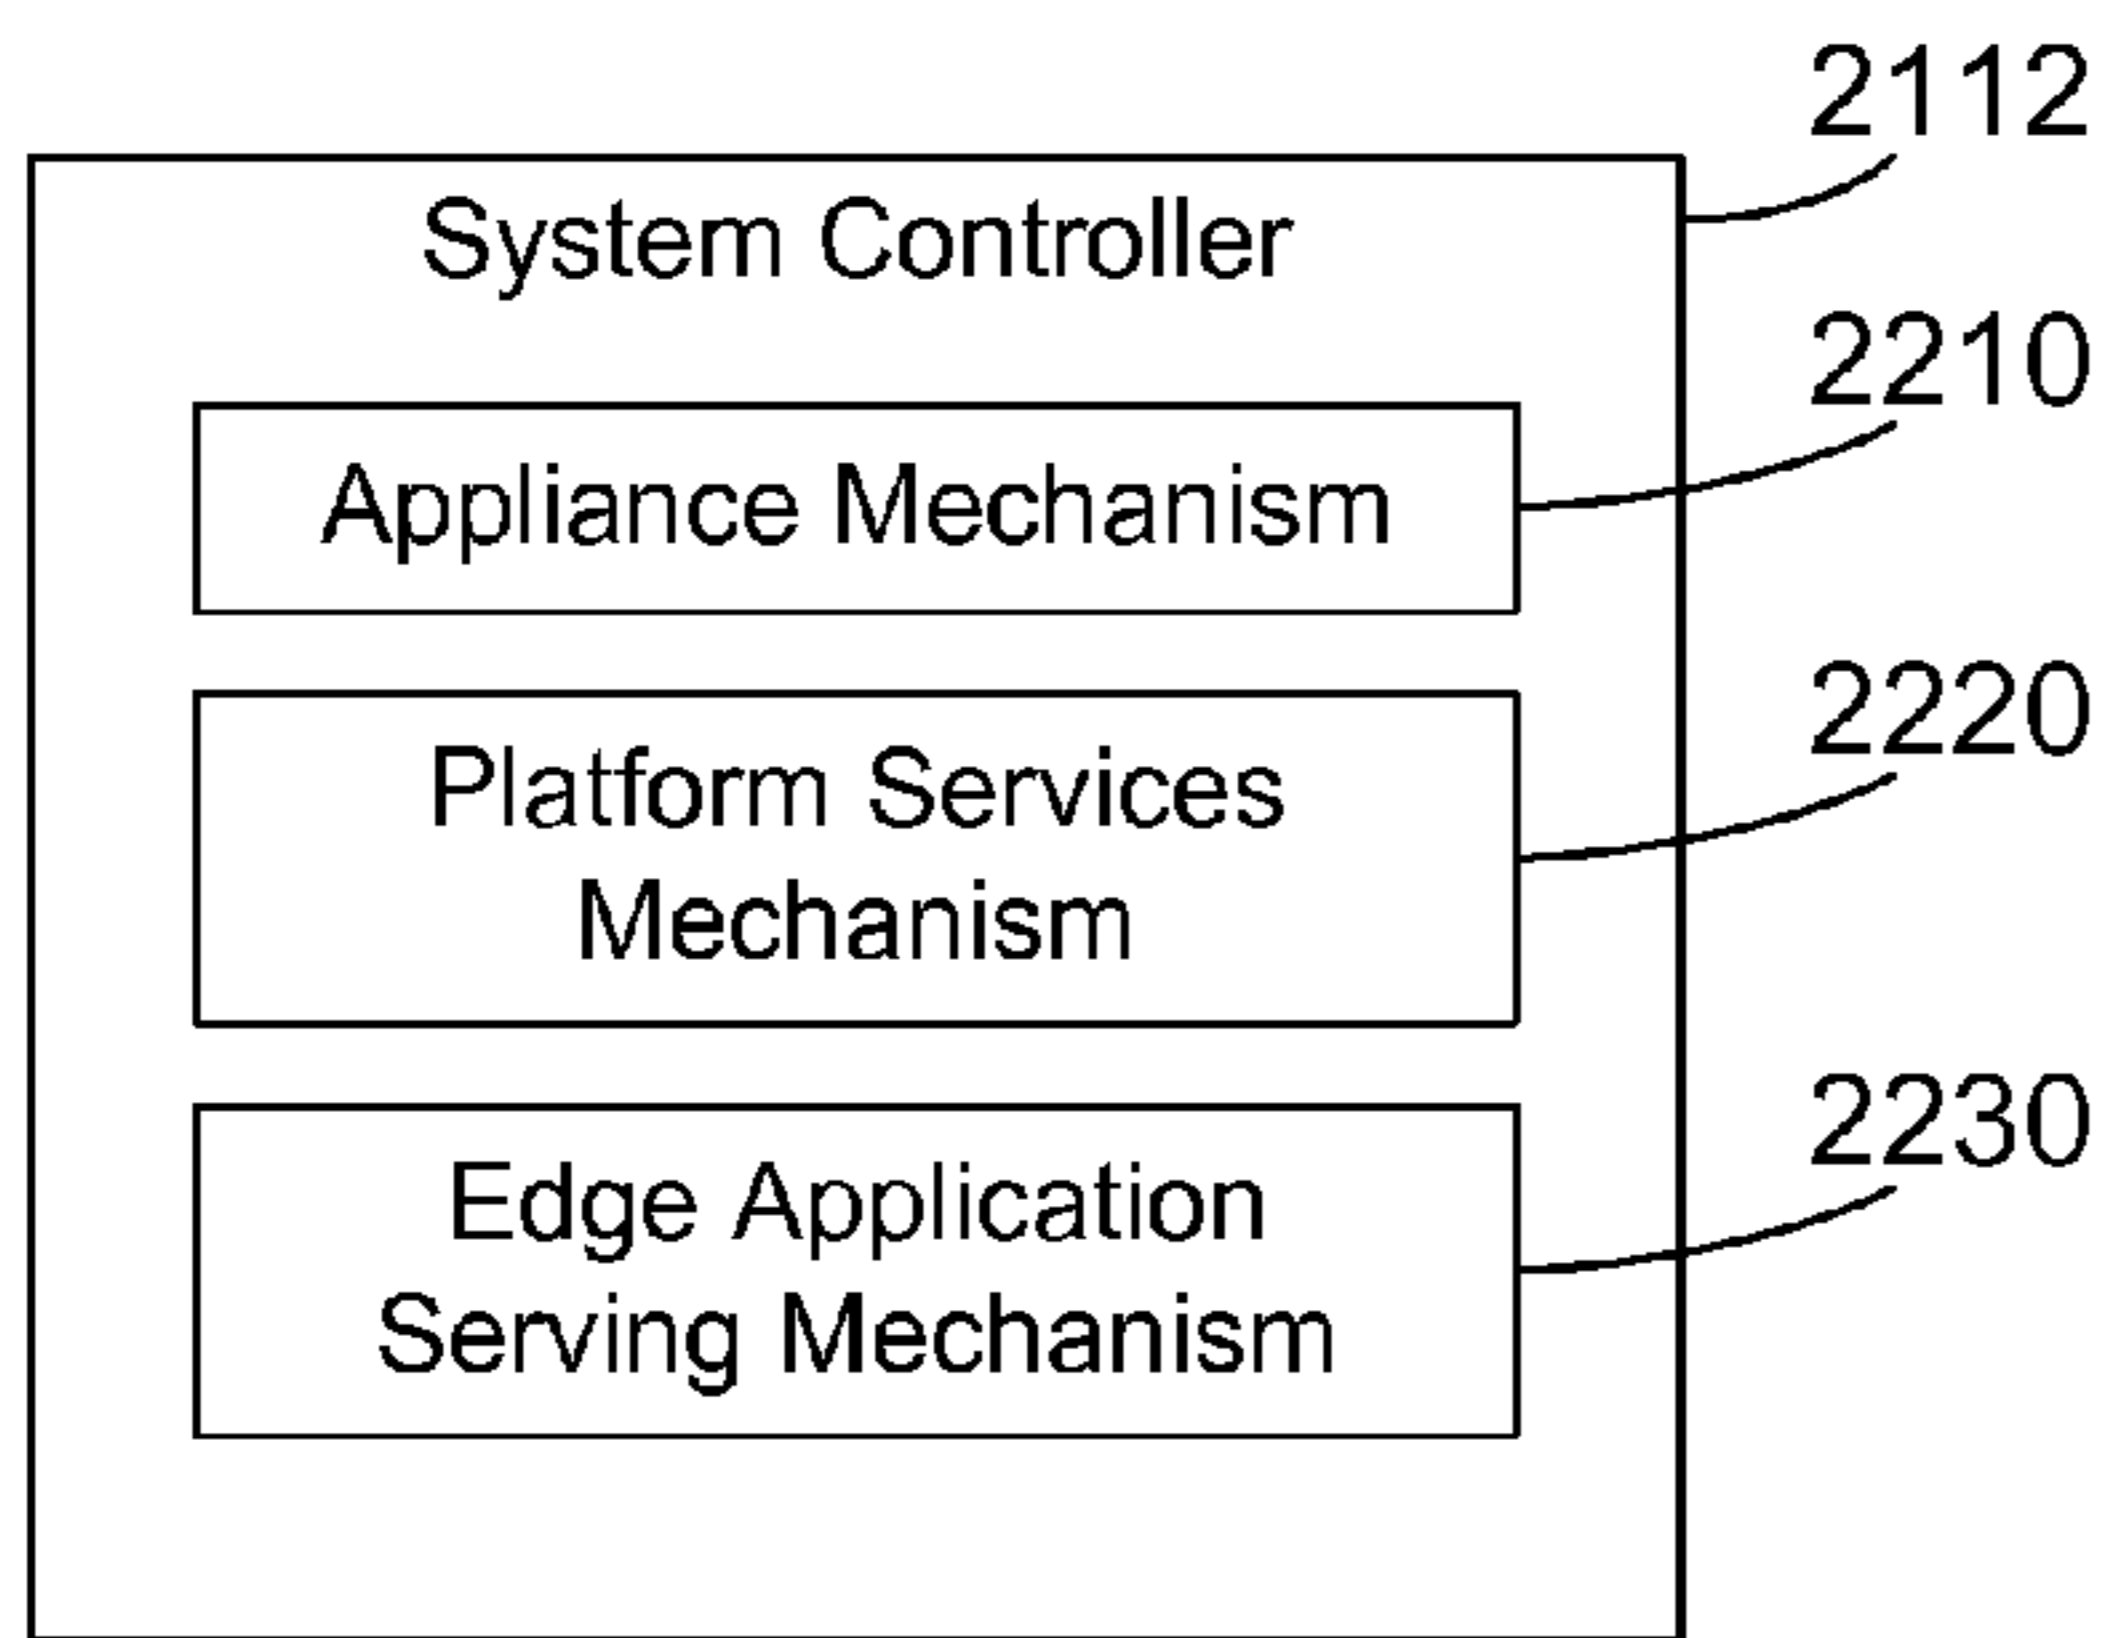 2112
System Controller
2210
Appliance Mechanism
2220
Platform Services
Mechanism
2230
Edge Application
Serving Mechanism